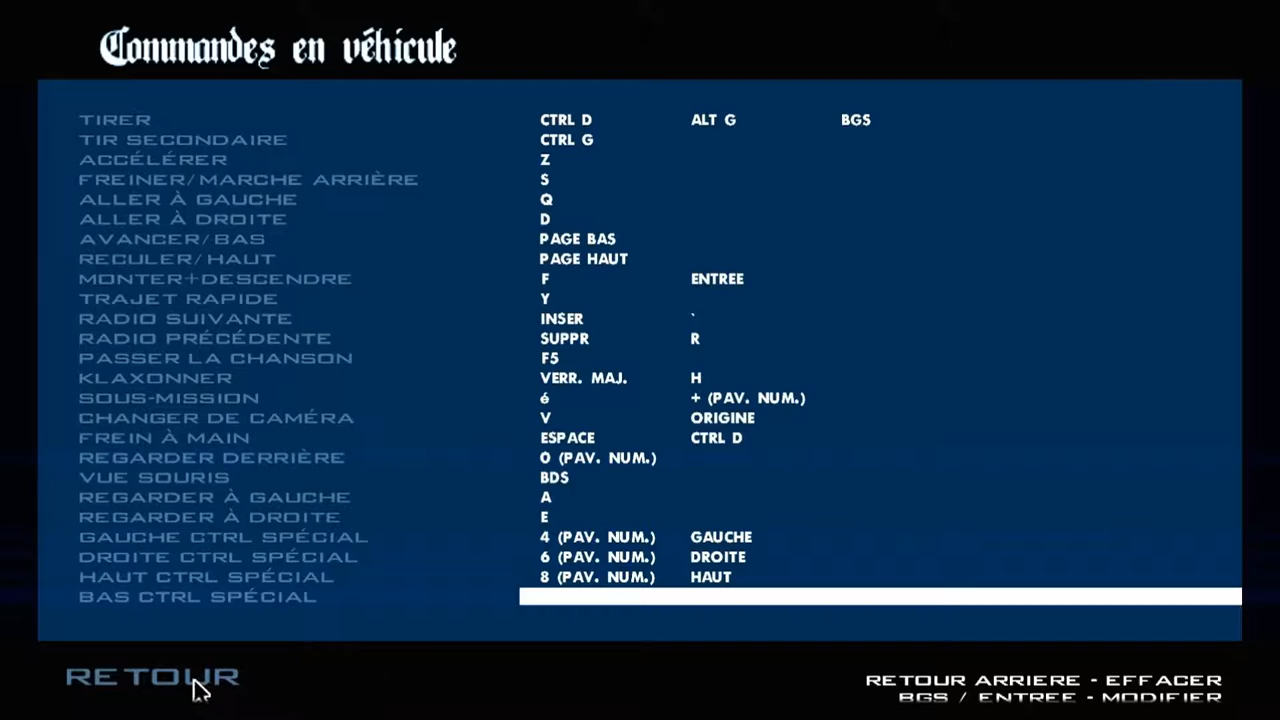 Commandes en véhicule
TIRER CTRL D ALT G BGS
TIR SECONDAIRE CTRL G
ACCÉLÉRER Z
FREINER/MARCHE ARRIÈRE S
ALLER À GAUCHE Q
ALLER À DROITE D
AVANCER/BAS PAGE BAS
RECULER/HAUT PAGE HAUT
MONTER+DESCENDRE F ENTREE
TRAJET RAPIDE Y
RADIO SUIVANTE INSER `
RADIO PRÉCÉDENTE SUPPR R
PASSER LA CHANSON F5
KLAXONNER VERR. MAJ. H
SOUS-MISSION é + (PAV. NUM.)
CHANGER DE CAMÉRA V ORIGINE
FREIN À MAIN ESPACE CTRL D
REGARDER DERRIÈRE 0 (PAV. NUM.)
VUE SOURIS BDS
REGARDER À GAUCHE A
REGARDER À DROITE E
GAUCHE CTRL SPÉCIAL 4 (PAV. NUM.) GAUCHE
DROITE CTRL SPÉCIAL 6 (PAV. NUM.) DROITE
HAUT CTRL SPÉCIAL 8 (PAV. NUM.) HAUT
BAS CTRL SPÉCIAL
RETOUR
RETOUR ARRIERE - EFFACER
BGS / ENTREE - MODIFIER